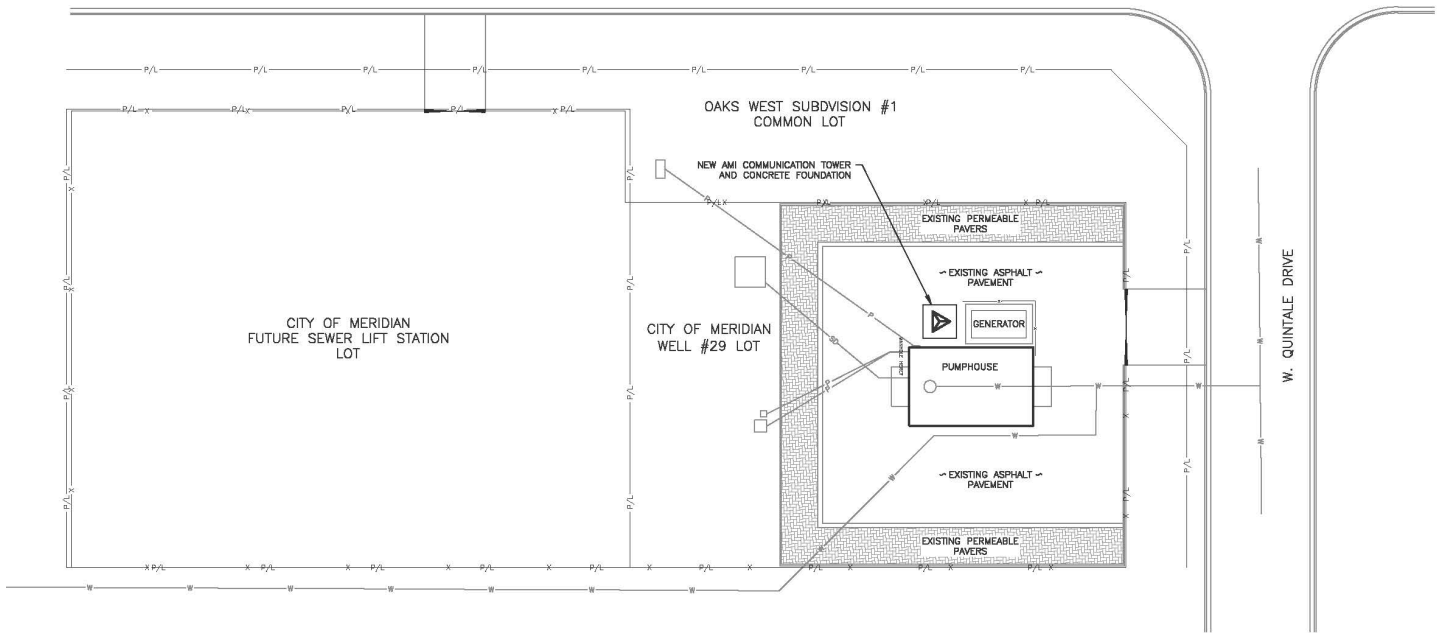 P/L P/L P/L P/L P/L P/L P/L P/L P/L
P/L X P/L X P/L X P/L X P/L
OAKS WEST SUBDVISION #1
COMMON LOT
NEW AMI COMMUNICATION TOWER
AND CONCRETE FOUNDATION
EXISTING PERMEABLE
PAVERS
~ EXISTING ASPHALT ~
PAVEMENT
GENERATOR
PUMPHOUSE
CITY OF MERIDIAN
FUTURE SEWER LIFT STATION
LOT
CITY OF MERIDIAN
WELL #29 LOT
W. QUINTALE DRIVE
~ EXISTING ASPHALT ~
PAVEMENT
EXISTING PERMEABLE
PAVERS
X P/L X P/L X P/L X P/L X P/L X P/L X P/L X P/L X P/L X
W W W W W W W